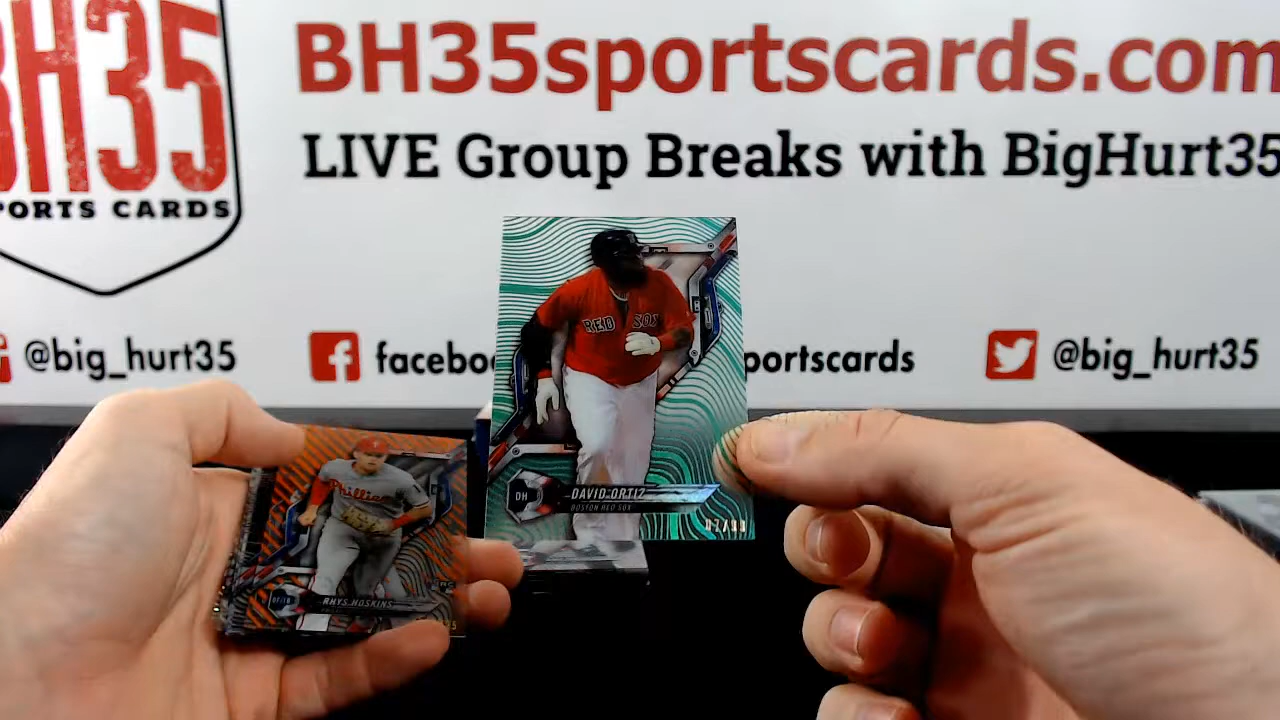 BH35
PORTS CARDS
BH35sportscards.com
LIVE Group Breaks with BigHurt35
@big_hurt35
portscards
@big_hurt35
RED SOX
DH
DAVID ORTIZ
BOSTON RED SOX
Phillies
RHYS HOSKINS